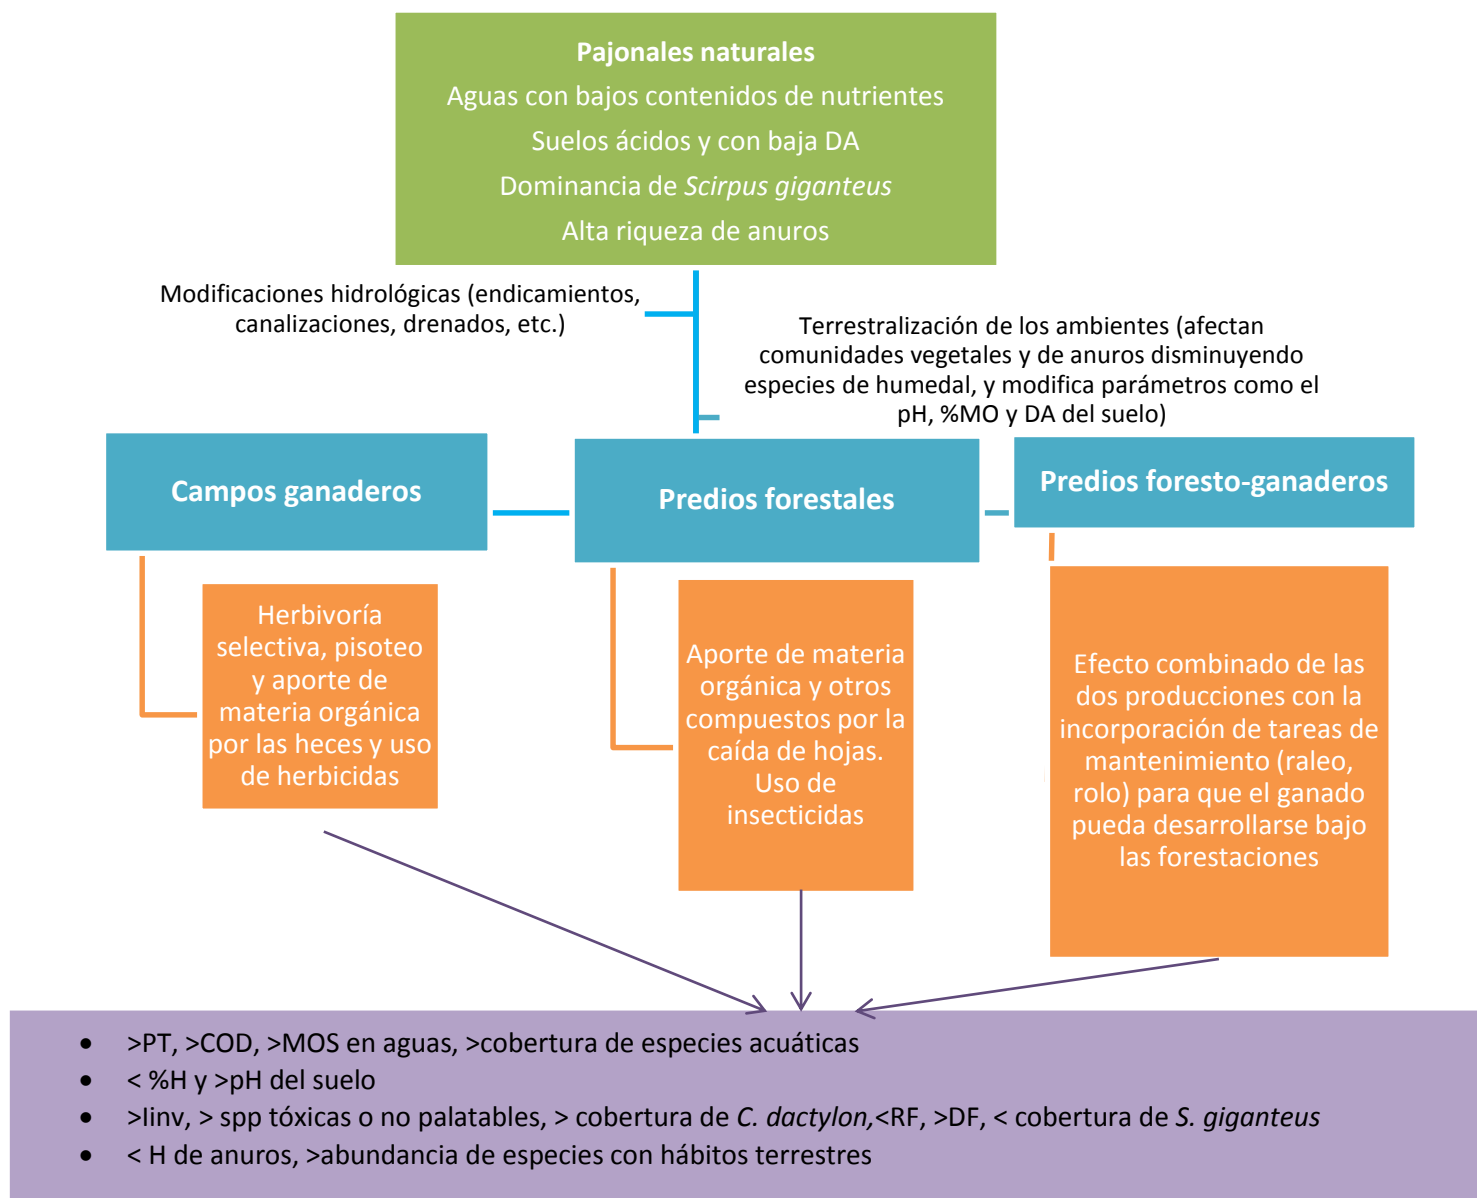 Pajonales naturales
Aguas con bajos contenidos de nutrientes
Suelos ácidos y con baja DA
Dominancia de Scirpus giganteus
Alta riqueza de anuros
Modificaciones hidrológicas (endicamientos,
canalizaciones, drenados, etc.)
Terrestralización de los ambientes (afectan
comunidades vegetales y de anuros disminuyendo
especies de humedal, y modifica parámetros como el
pH, %MO y DA del suelo)
Campos ganaderos
Predios forestales
Predios foresto-ganaderos
Herbivoría
selectiva, pisoteo
y aporte de
materia orgánica
por las heces y uso
de herbicidas
Aporte de materia
orgánica y otros
compuestos por la
caída de hojas.
Uso de
insecticidas
Efecto combinado de las
dos producciones con la
incorporación de tareas de
mantenimiento (raleo,
rolo) para que el ganado
pueda desarrollarse bajo
las forestaciones
• >PT, >COD, >MOS en aguas, >cobertura de especies acuáticas
• < %H y >pH del suelo
• >Iinv, > spp tóxicas o no palatables, > cobertura de C. dactylon,<RF, >DF, < cobertura de S. giganteus
• < H de anuros, >abundancia de especies con hábitos terrestres